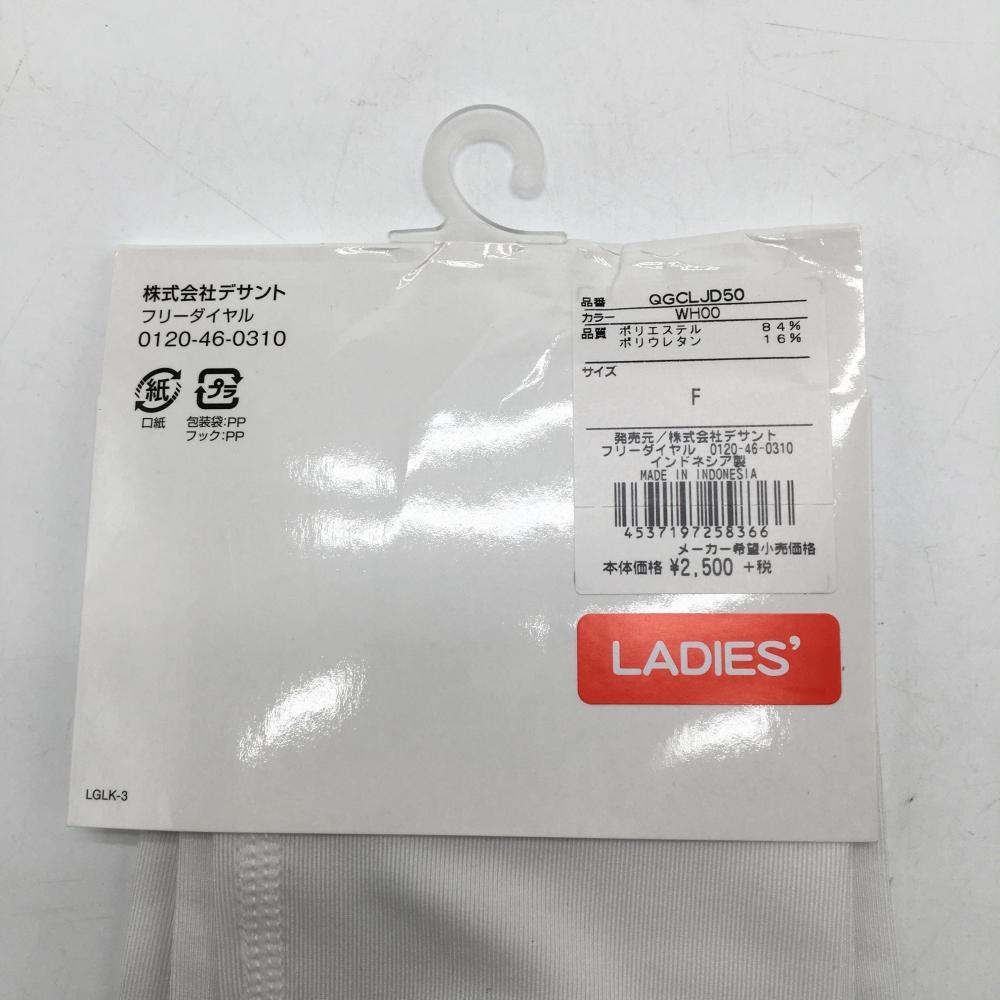 株式会社デサント
フリーダイヤル
0120-46-0310
紙
プラ
口紙
包装袋:PP
フック:PP
品番 QGCLJD50
カラー WH00
品質 ポリエステル 84%
ポリウレタン 16%
サイズ
F
発売元/株式会社デサント
フリーダイヤル 0120-46-0310
インドネシア製
MADE IN INDONESIA
4537197258366
メーカー希望小売価格
本体価格 ¥2,500 +税
LADIES'
LGLK-3